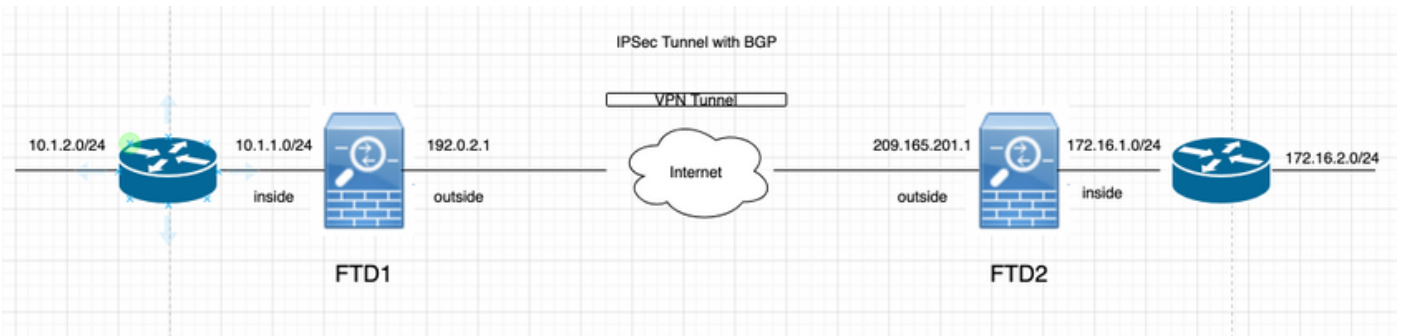 IPSec Tunnel with BGP
VPN Tunnel
10.1.2.0/24
10.1.1.0/24
192.0.2.1
Internet
209.165.201.1
172.16.1.0/24
172.16.2.0/24
inside
outside
outside
inside
FTD1
FTD2